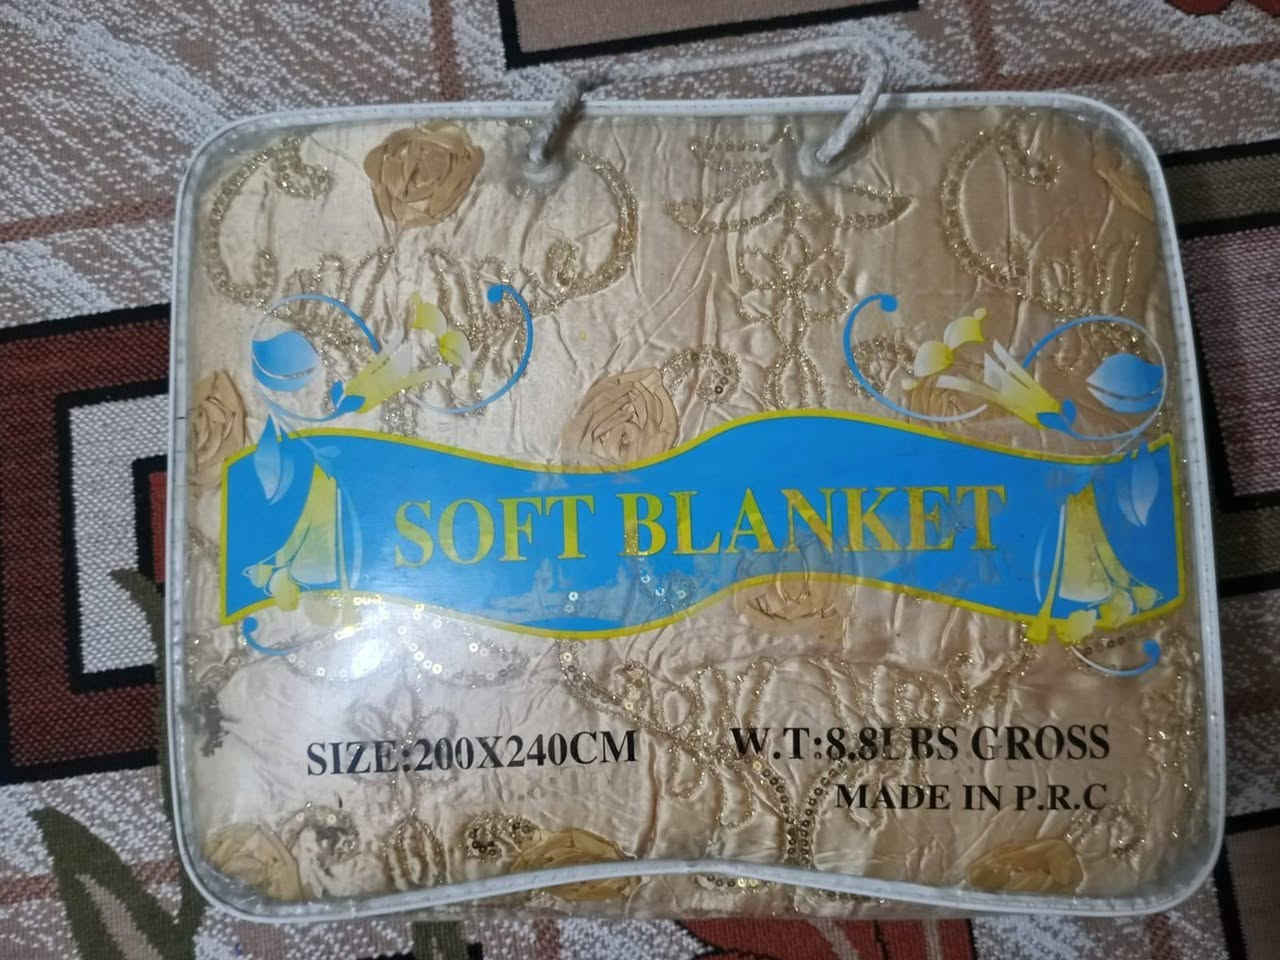 SOFT BLANKET
SIZE:200X240CM
W.T:8.8LBS GROSS
MADE IN P.R.C